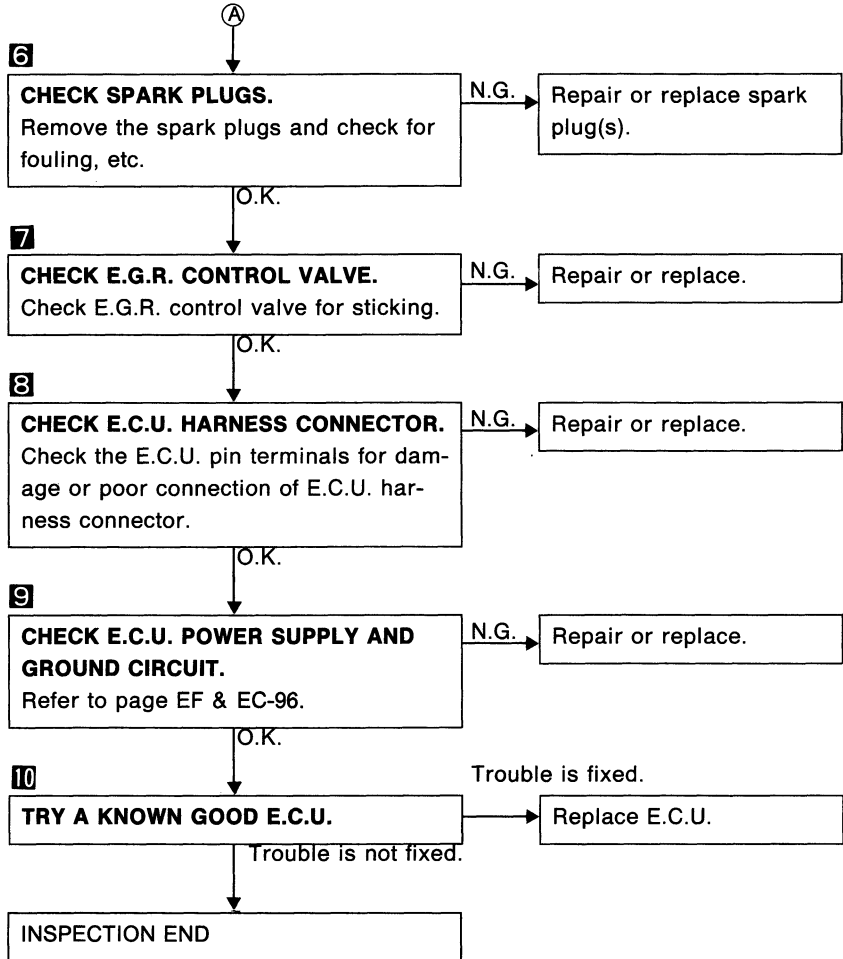 A
6
CHECK SPARK PLUGS.
Remove the spark plugs and check for
fouling, etc.
N.G.
Repair or replace spark
plug(s).
O.K.
7
CHECK E.G.R. CONTROL VALVE.
Check E.G.R. control valve for sticking.
N.G.
Repair or replace.
O.K.
8
CHECK E.C.U. HARNESS CONNECTOR.
Check the E.C.U. pin terminals for dam-
age or poor connection of E.C.U. har-
ness connector.
N.G.
Repair or replace.
O.K.
9
CHECK E.C.U. POWER SUPPLY AND
GROUND CIRCUIT.
Refer to page EF & EC-96.
N.G.
Repair or replace.
O.K.
10
TRY A KNOWN GOOD E.C.U.
Trouble is fixed.
Replace E.C.U.
Trouble is not fixed.
INSPECTION END